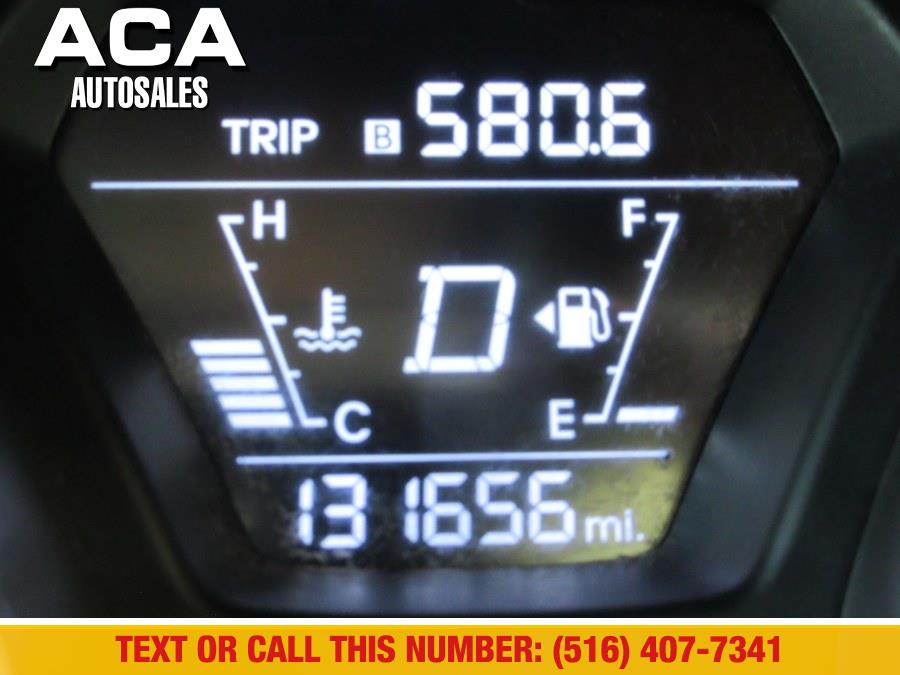 ACA
AUTOSALES
TRIP B 580.6
H F
D
C E
131656 mi.
TEXT OR CALL THIS NUMBER: (516) 407-7341